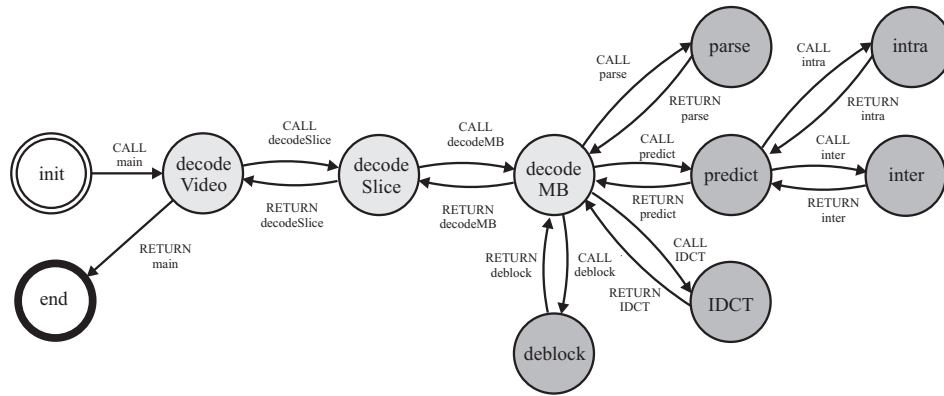 init
CALL
main
decode
Video
RETURN
main
end
CALL
decodeSlice
RETURN
decodeSlice
decode
Slice
CALL
decodeMB
RETURN
decodeMB
decode
MB
CALL
parse
RETURN
parse
parse
CALL
predict
RETURN
predict
predict
CALL
intra
RETURN
intra
intra
CALL
inter
RETURN
inter
inter
CALL
IDCT
RETURN
IDCT
IDCT
RETURN
deblock
CALL
deblock
deblock